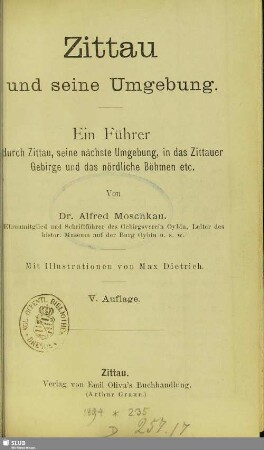 Zittau
und seine Umgebung.
Ein Führer
durch Zittau, seine nächste Umgebung, in das Zittauer
Gebirge und das nördliche Böhmen etc.
Von
Dr. Alfred Moschkau.
Ehrenmitglied und Schriftführer des Gebirgsverein Oybin, Leiter des
histor. Museums auf der Burg Oybin u. s. w.
Mit Illustrationen von Max Dietrich.
V. Auflage.
Zittau.
Verlag von Emil Oliva's Buchhandlung.
(Arthur Graun.)
1894 * 235
257.17
SLUB